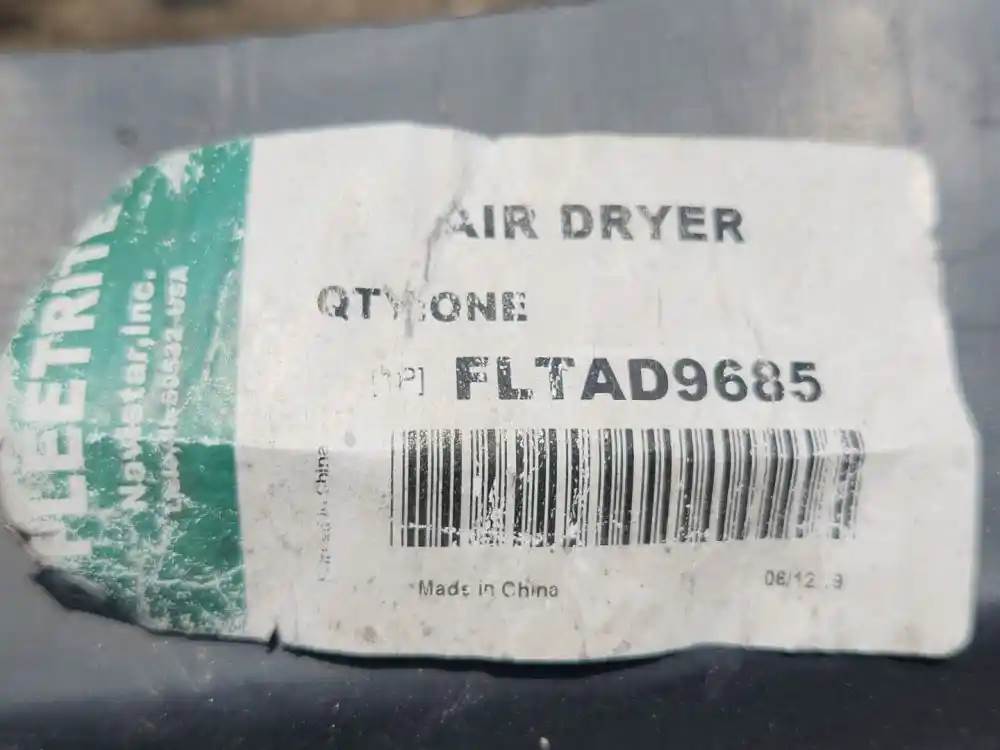 AIR DRYER
QTY:ONE
FLTAD9685
Made in China
FLEETRITE
Navistar,Inc.